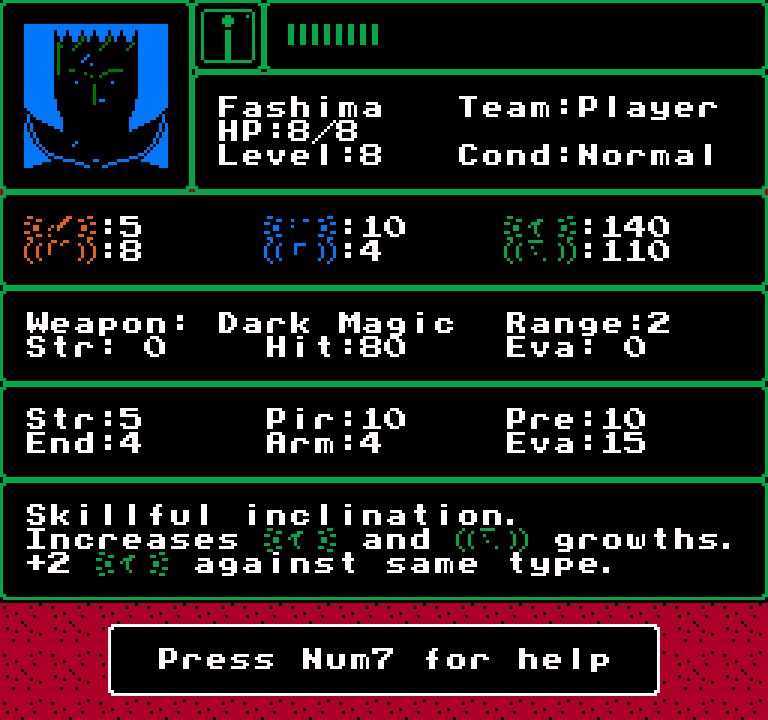 Fashima Team:Player
HP:8/8
Level:8 Cond:Normal
:5 :10 :140
:8 :4 :110
Weapon: Dark Magic Range:2
Str: 0 Hit:80 Eva: 0
Str:5 Pir:10 Pre:10
End:4 Arm:4 Eva:15
Skillful inclination.
Increases and growths.
+2 against same type.
Press Num7 for help